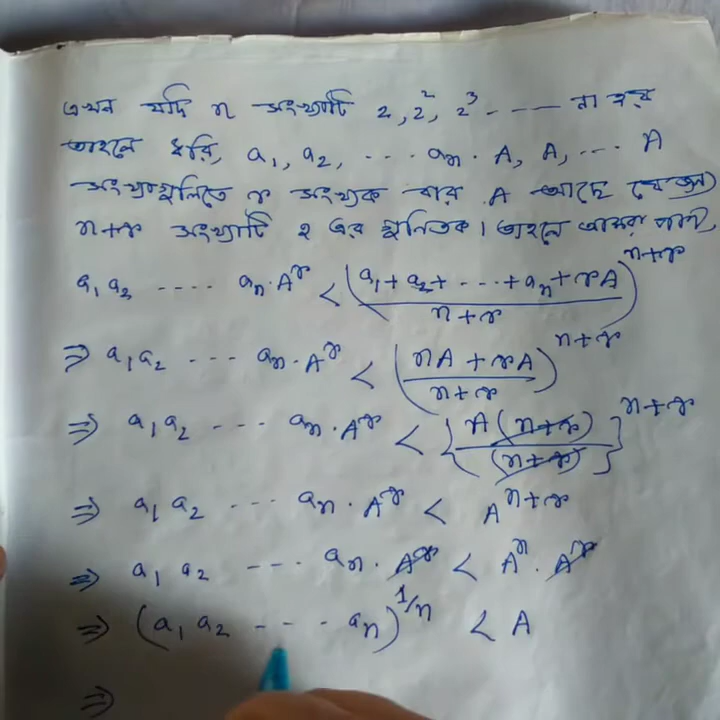 এখন যদি n সংখ্যাটি 2, 2², 2³ ---- না হয়
তাহলে ধরি, a₁, a₂, ... aₙ . A, A, ... A
সংখ্যাগুলিতে r সংখ্যক বার A আছে যেজন্য
n+r সংখ্যাটি 2 এর গুণিতক। তাহলে আমরা পাই,
a₁ a₂ .... aₙ . Aʳ < ((a₁ + a₂ + ... + aₙ + rA) / (n + r))ⁿ⁺ʳ
⇒ a₁ a₂ --- aₙ . Aʳ < ((nA + rA) / (n + r))ⁿ⁺ʳ
⇒ a₁ a₂ --- aₙ . Aʳ < {A(n+r) / (n+r)}ⁿ⁺ʳ
⇒ a₁ a₂ --- aₙ . Aʳ < Aⁿ⁺ʳ
⇒ a₁ a₂ --- aₙ . Aʳ < Aⁿ . Aʳ
⇒ (a₁ a₂ --- aₙ)^(1/n) < A
⇒